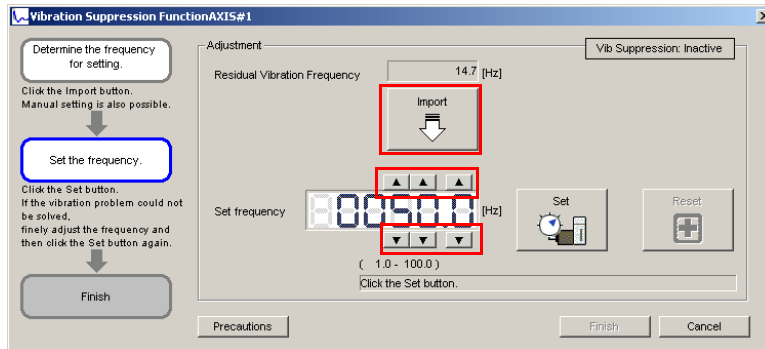 Vibration Suppression FunctionAXIS#1
Determine the frequency
for setting.
Click the Import button.
Manual setting is also possible.
Set the frequency.
Click the Set button.
If the vibration problem could not
be solved,
finely adjust the frequency and
then click the Set button again.
Finish
Adjustment
Vib Suppression: Inactive
Residual Vibration Frequency 14.7 [Hz]
Import
Set frequency 0050.0 [Hz]
Set
Reset
( 1.0 - 100.0 )
Click the Set button.
Precautions
Finish
Cancel